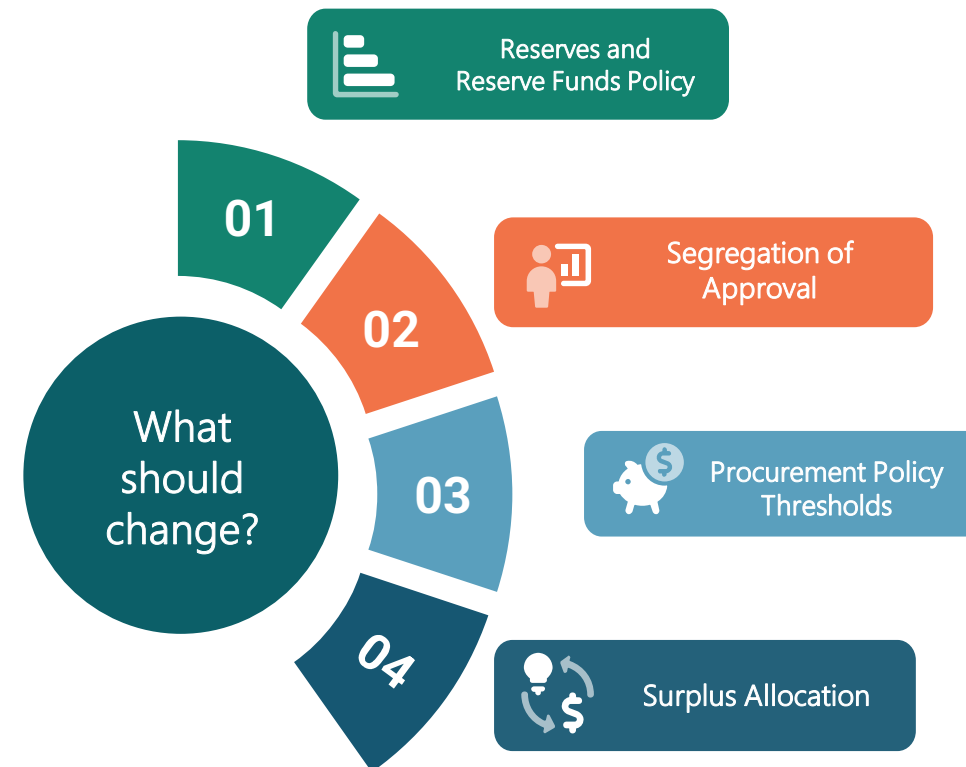 Reserves and
Reserve Funds Policy
01
Segregation of
Approval
02
What
should
change?
03
Procurement Policy
Thresholds
$
04
Surplus Allocation
$